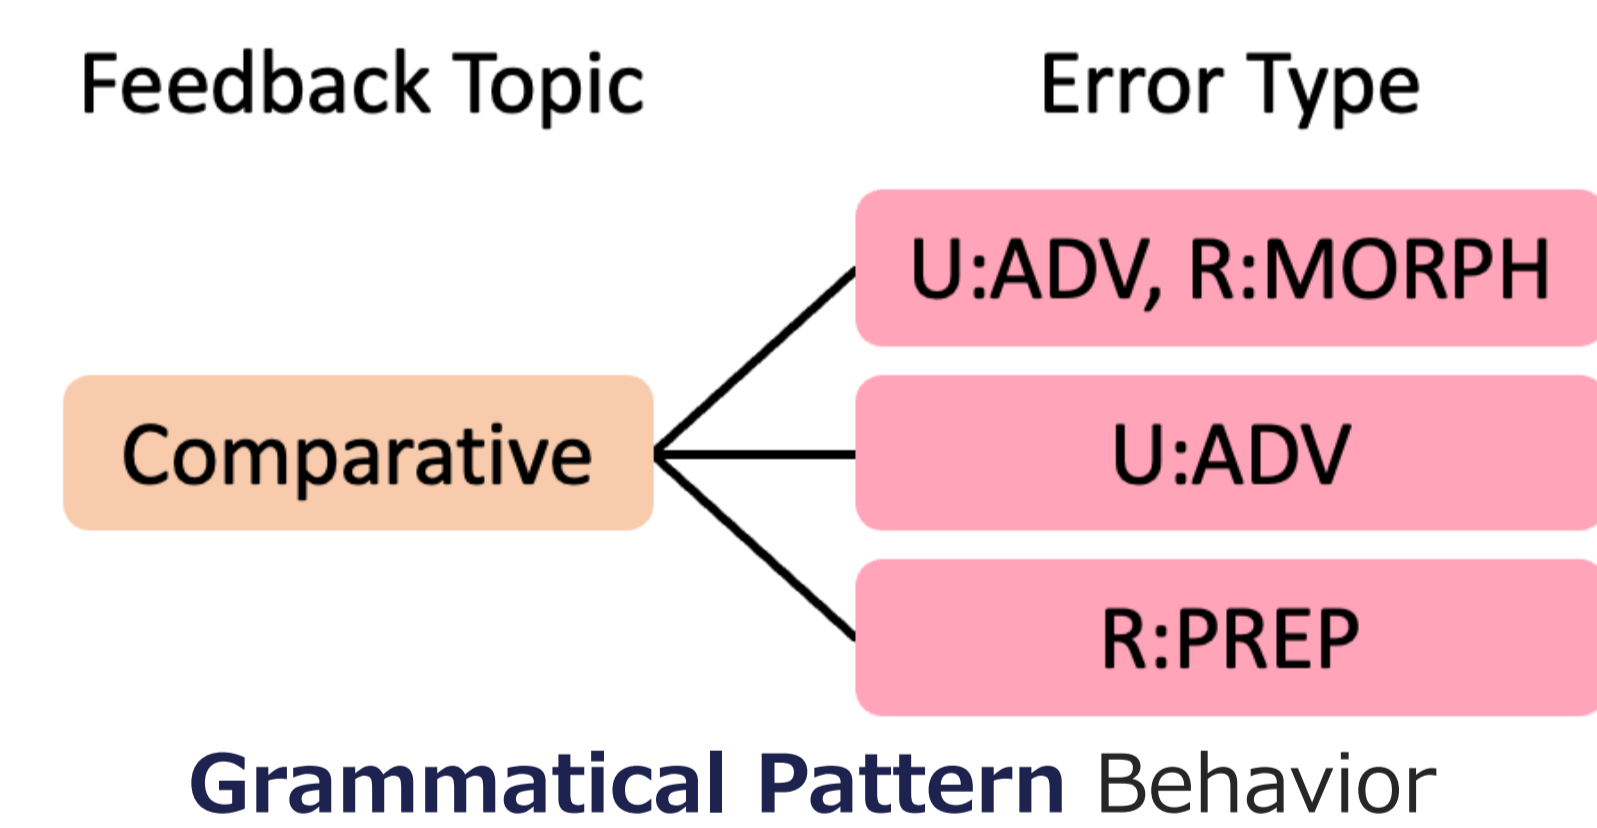 Feedback Topic
Error Type
U:ADV, R:MORPH
Comparative
U:ADV
R:PREP
Grammatical Pattern Behavior